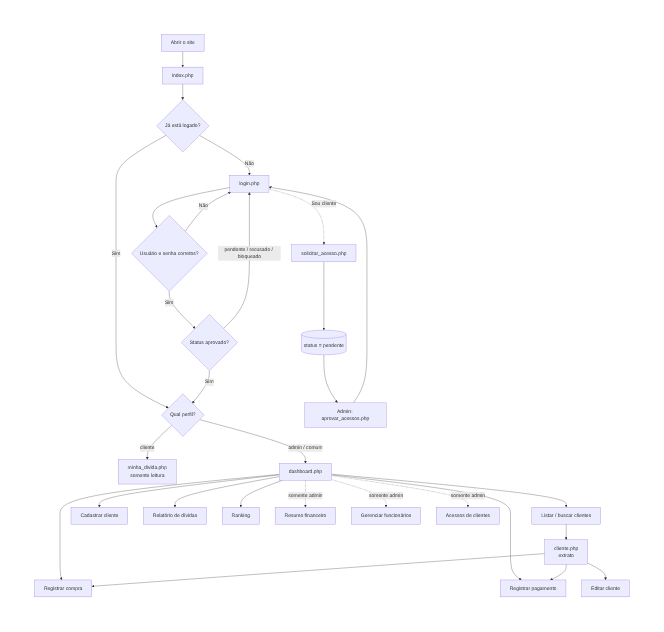 Abrir o site
index.php
Já está logado?
Não
login.php
Não
Sou cliente
pendente / recusado /
bloqueado
Usuário e senha corretos?
solicitar_acesso.php
Sim
Sim
Status aprovado?
status = pendente
Sim
Qual perfil?
Admin:
aprovar_acessos.php
cliente
admin / comum
minha_divida.php
somente leitura
dashboard.php
somente admin
somente admin
somente admin
Cadastrar cliente
Relatório de dívidas
Ranking
Resumo financeiro
Gerenciar funcionários
Acessos de clientes
Listar / buscar clientes
cliente.php
extrato
Registrar compra
Registrar pagamento
Editar cliente